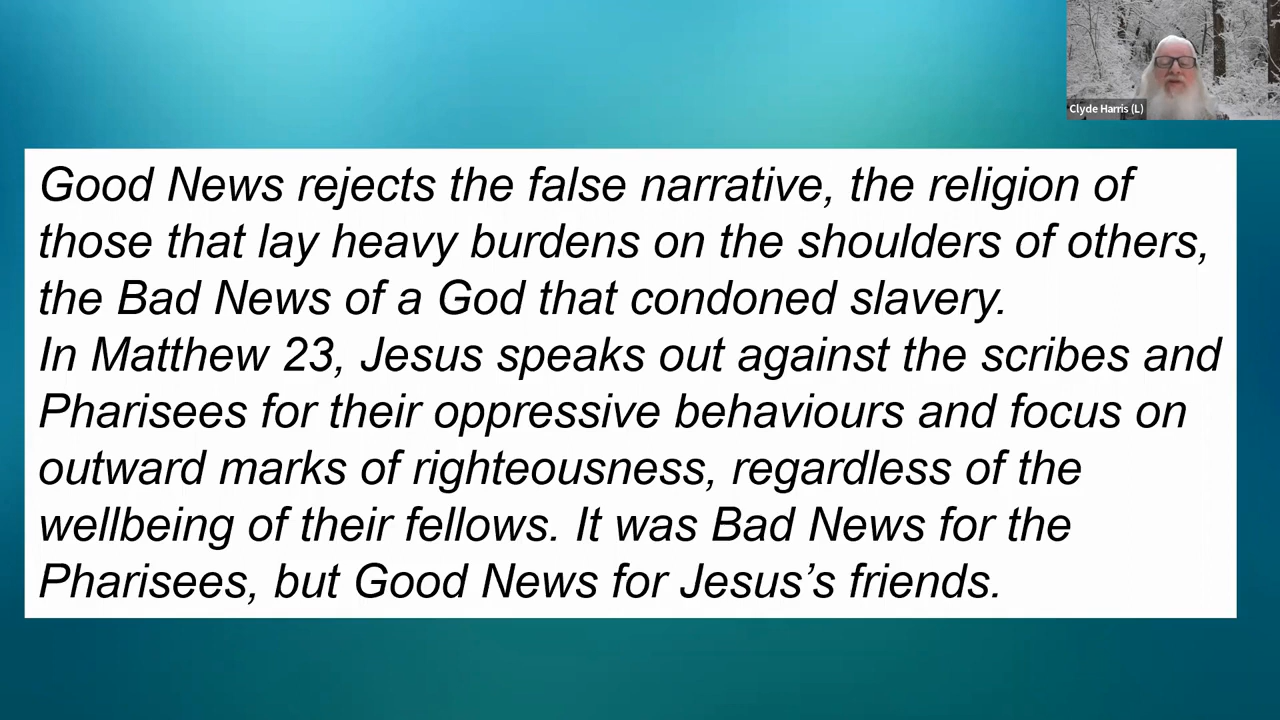 Clyde Harris (L)
Good News rejects the false narrative, the religion of
those that lay heavy burdens on the shoulders of others,
the Bad News of a God that condoned slavery.
In Matthew 23, Jesus speaks out against the scribes and
Pharisees for their oppressive behaviours and focus on
outward marks of righteousness, regardless of the
wellbeing of their fellows. It was Bad News for the
Pharisees, but Good News for Jesus’s friends.